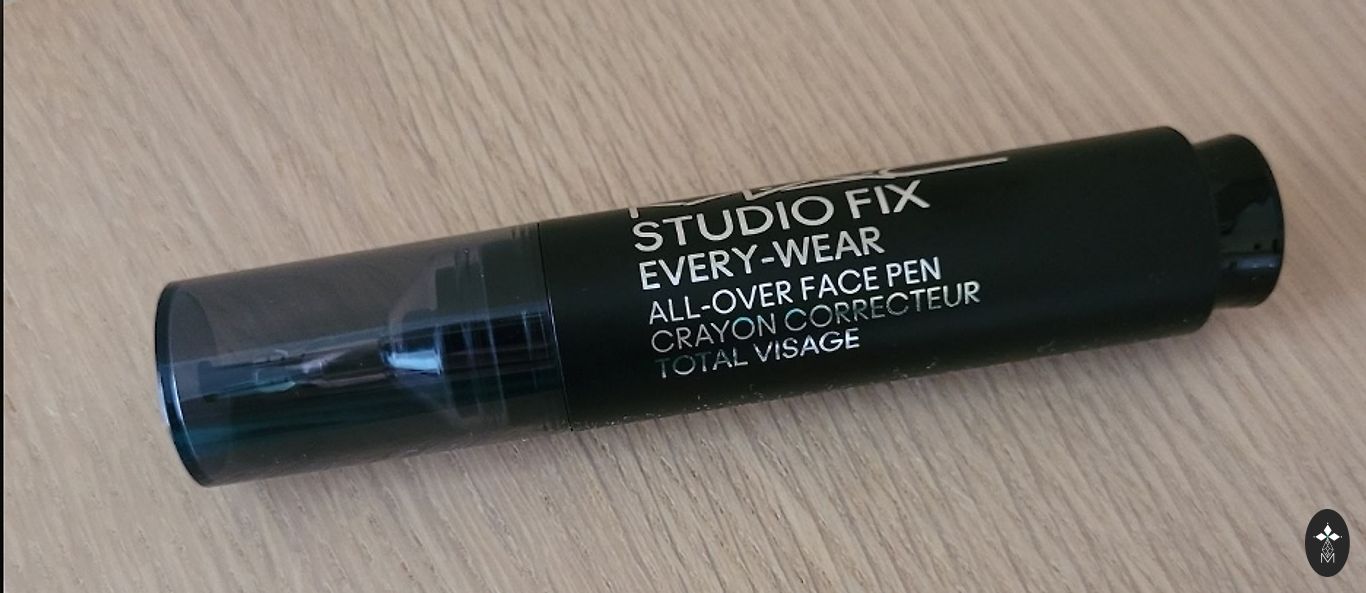 STUDIO FIX
EVERY-WEAR
ALL-OVER FACE PEN
CRAYON CORRECTEUR
TOTAL VISAGE
M